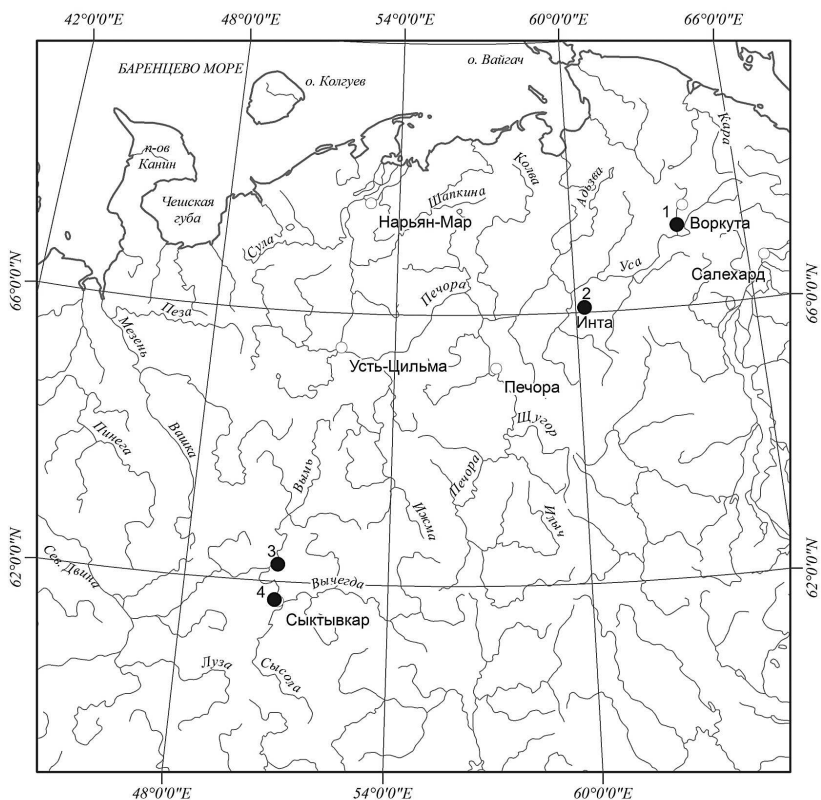 42°0'0"E
48°0'0"E
54°0'0"E
60°0'0"E
66°0'0"E
БАРЕНЦЕВО МОРЕ
о. Колгуев
о. Вайгач
Кара
п-ов
Канин
Чешская
губа
Колва
Адьзва
Шапкина
1
Нарьян-Мар
Воркута
Сула
Уса
Салехард
66°0'0"N
66°0'0"N
Печора
2
Пеза
Инта
Мезень
Усть-Цильма
Печора
Щугор
Пинега
Вашка
Вымь
Печора
Ижма
Илыч
62°0'0"N
62°0'0"N
3
Сев. Двина
Вычегда
4
Сыктывкар
Луза
Сысола
48°0'0"E
54°0'0"E
60°0'0"E